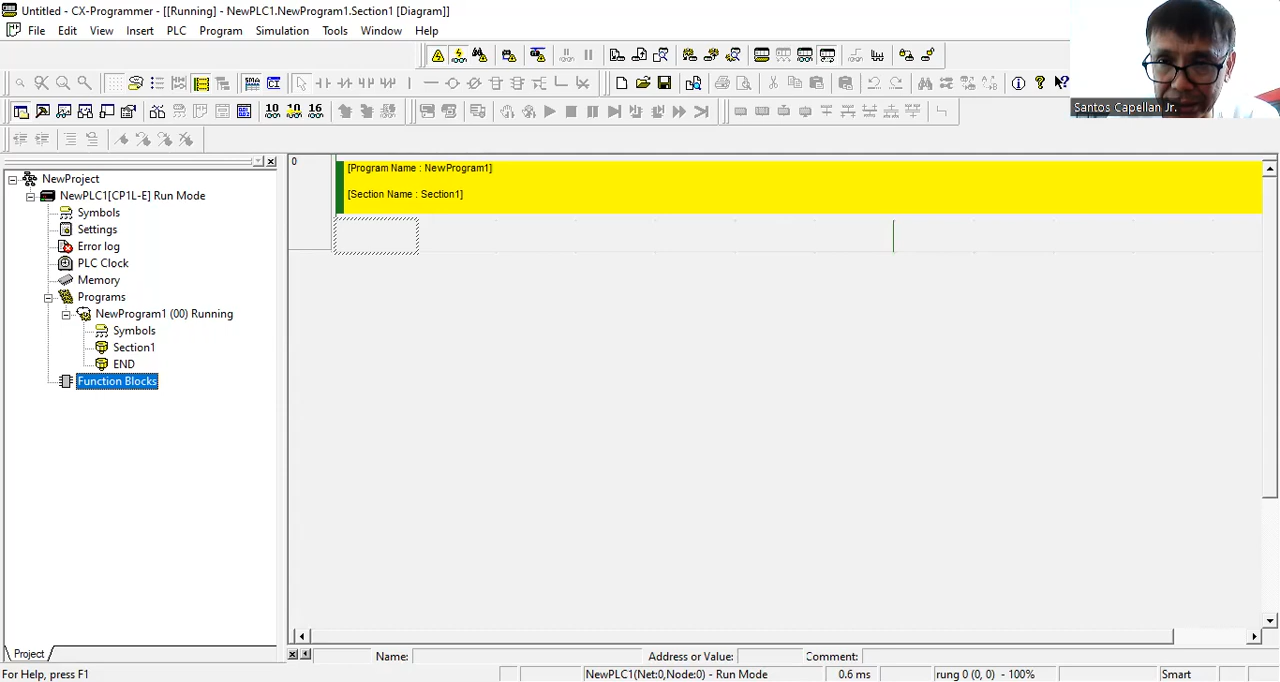 Untitled - CX-Programmer - [[Running] - NewPLC1.NewProgram1.Section1 [Diagram]]
File Edit View Insert PLC Program Simulation Tools Window Help
10 10 16
Santos Capellan Jr.
NewProject
NewPLC1[CP1L-E] Run Mode
Symbols
Settings
Error log
PLC Clock
Memory
Programs
NewProgram1 (00) Running
Symbols
Section1
END
Function Blocks
0
[Program Name : NewProgram1]
[Section Name : Section1]
Project
Name: Address or Value: Comment:
For Help, press F1 NewPLC1(Net:0,Node:0) - Run Mode 0.6 ms rung 0 (0, 0) - 100% Smart